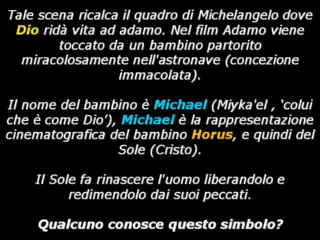 Tale scena ricalca il quadro di Michelangelo dove
Dio ridà vita ad adamo. Nel film Adamo viene
toccato da un bambino partorito
miracolosamente nell'astronave (concezione
immacolata).
Il nome del bambino è Michael (Miyka'el , ‘colui
che è come Dio’), Michael è la rappresentazione
cinematografica del bambino Horus, e quindi del
Sole (Cristo).
Il Sole fa rinascere l'uomo liberandolo e
redimendolo dai suoi peccati.
Qualcuno conosce questo simbolo?